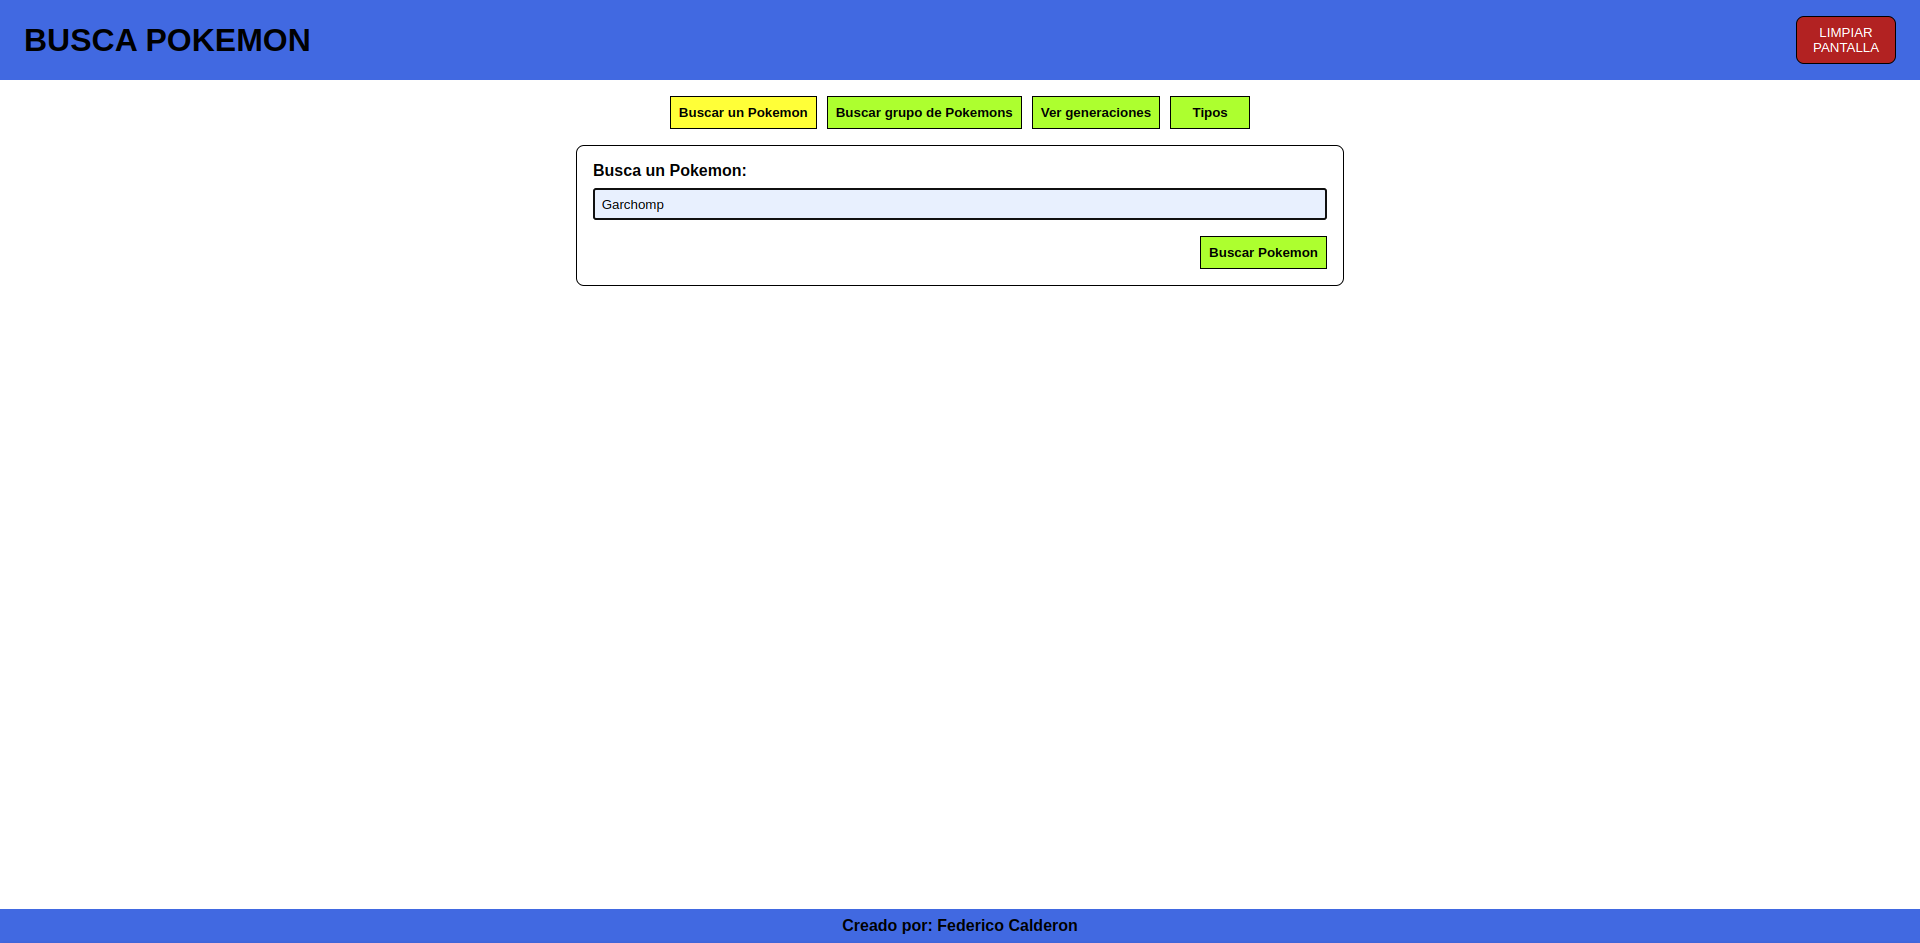 BUSCA POKEMON
LIMPIAR
PANTALLA
Buscar un Pokemon
Buscar grupo de Pokemons
Ver generaciones
Tipos
Busca un Pokemon:
Garchomp
Buscar Pokemon
Creado por: Federico Calderon